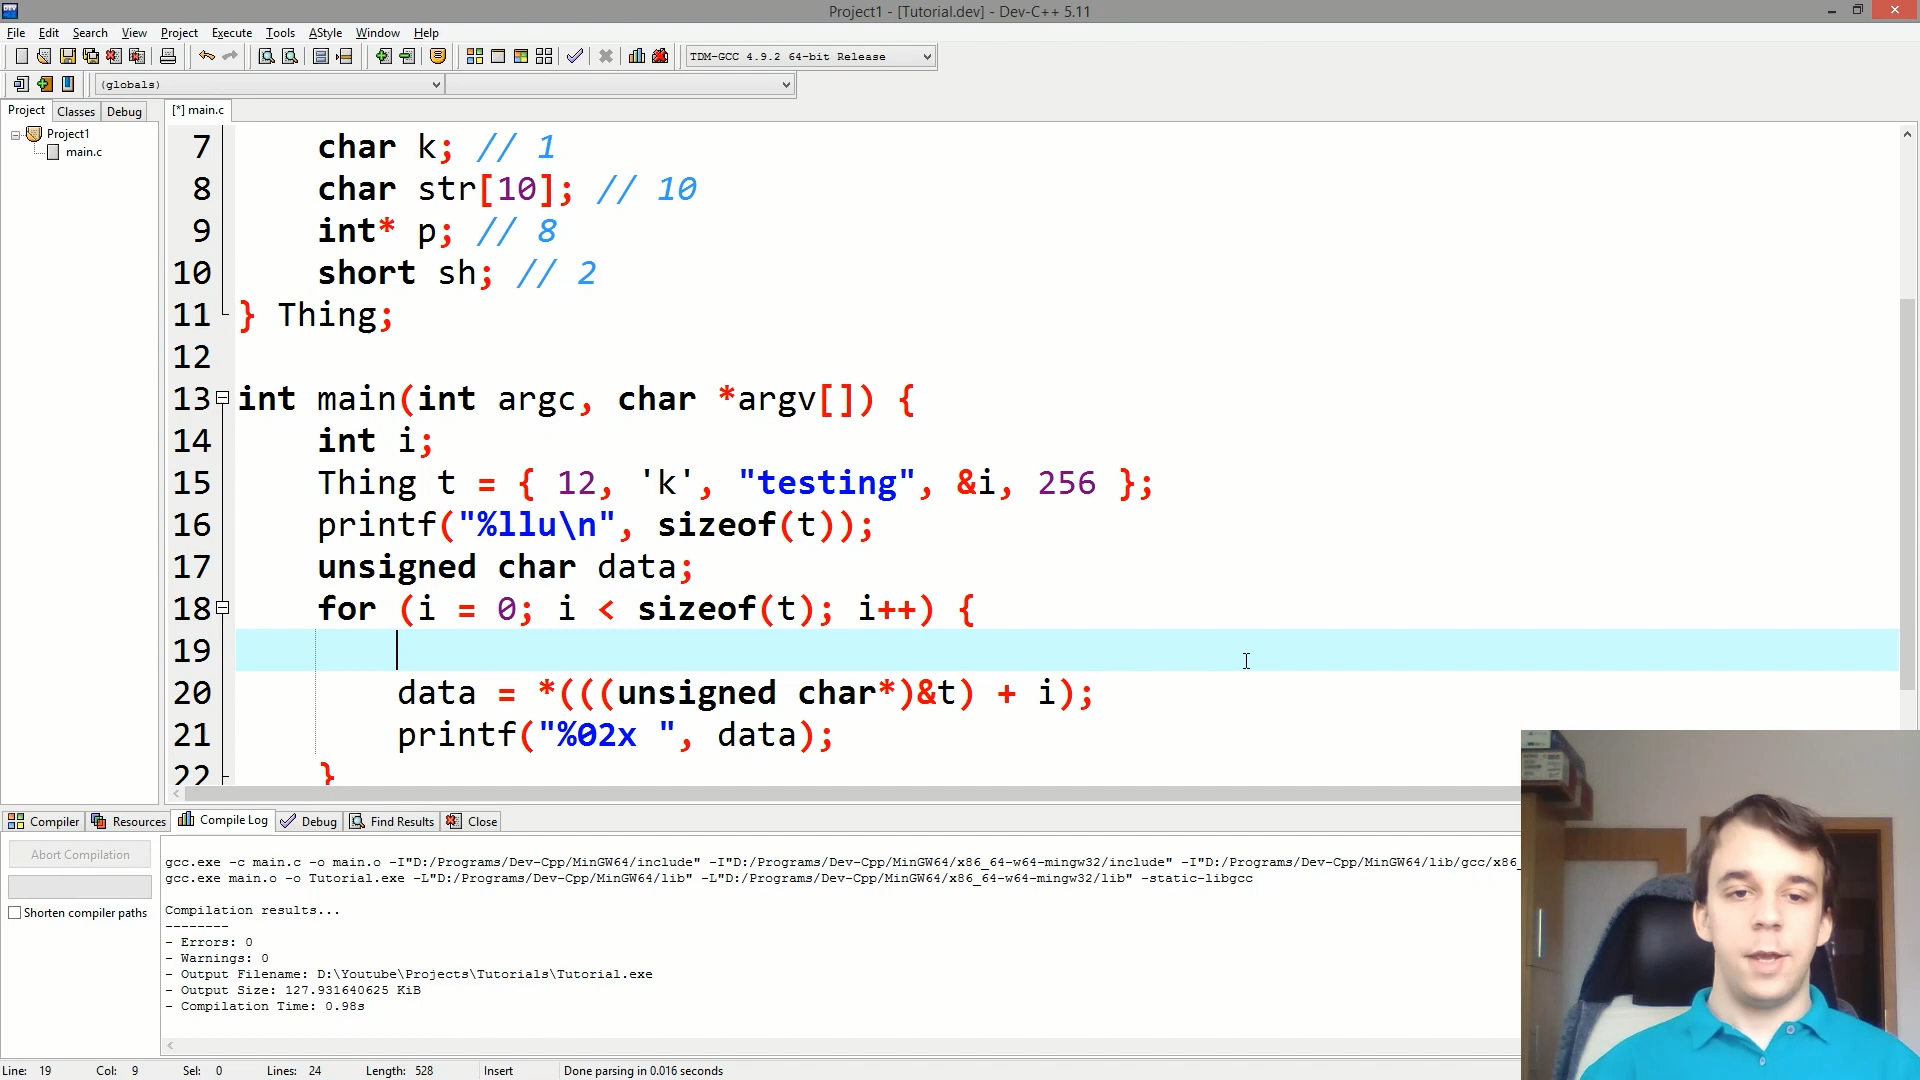 Project1 - [Tutorial.dev] - Dev-C++ 5.11
File Edit Search View Project Execute Tools AStyle Window Help
TDM-GCC 4.9.2 64-bit Release
(globals)
Project Classes Debug
[*] main.c
Project1
main.c
7 char k; // 1
8 char str[10]; // 10
9 int* p; // 8
10 short sh; // 2
11 } Thing;
12
13 int main(int argc, char *argv[]) {
14 int i;
15 Thing t = { 12, 'k', "testing", &i, 256 };
16 printf("%llu\n", sizeof(t));
17 unsigned char data;
18 for (i = 0; i < sizeof(t); i++) {
19
20 data = *(((unsigned char*)&t) + i);
21 printf("%02x ", data);
22 }
Compiler Resources Compile Log Debug Find Results Close
Abort Compilation
Shorten compiler paths
gcc.exe -c main.c -o main.o -I"D:/Programs/Dev-Cpp/MinGW64/include" -I"D:/Programs/Dev-Cpp/MinGW64/x86_64-w64-mingw32/include" -I"D:/Programs/Dev-Cpp/MinGW64/lib/gcc/x86_
gcc.exe main.o -o Tutorial.exe -L"D:/Programs/Dev-Cpp/MinGW64/lib" -L"D:/Programs/Dev-Cpp/MinGW64/x86_64-w64-mingw32/lib" -static-libgcc
Compilation results...
--------
- Errors: 0
- Warnings: 0
- Output Filename: D:\Youtube\Projects\Tutorials\Tutorial.exe
- Output Size: 127.931640625 KiB
- Compilation Time: 0.98s
Line: 19 Col: 9 Sel: 0 Lines: 24 Length: 528 Insert Done parsing in 0.016 seconds